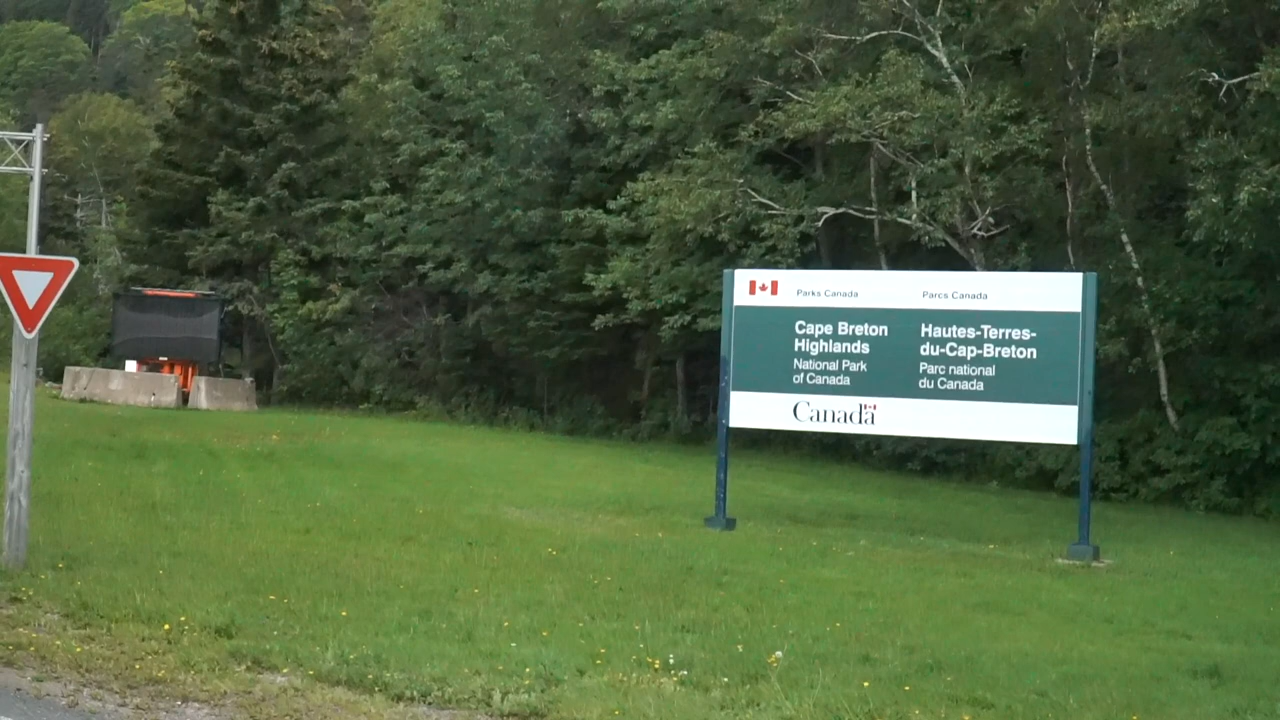 Parks Canada
Parcs Canada
Cape Breton
Highlands
National Park
of Canada
Hautes-Terres-
du-Cap-Breton
Parc national
du Canada
Canada